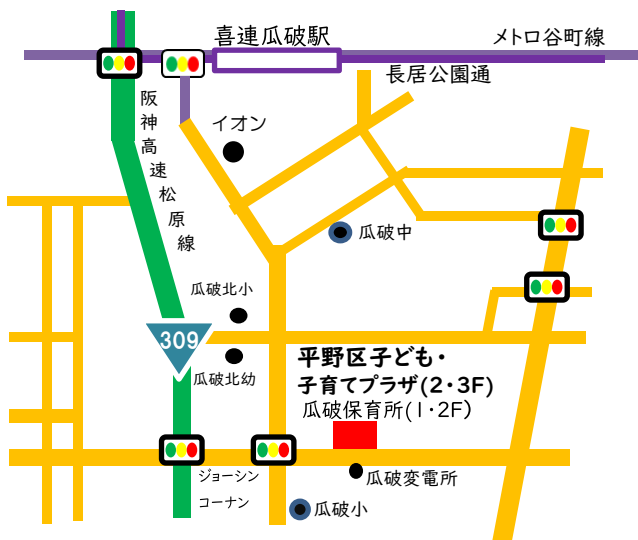 喜連瓜破駅
メトロ谷町線
長居公園通
阪神高速松原線
イオン
瓜破中
瓜破北小
309
瓜破北幼
平野区子ども・
子育てプラザ(2・3F)
瓜破保育所(1・2F)
ジョーシン
コーナン
瓜破変電所
瓜破小